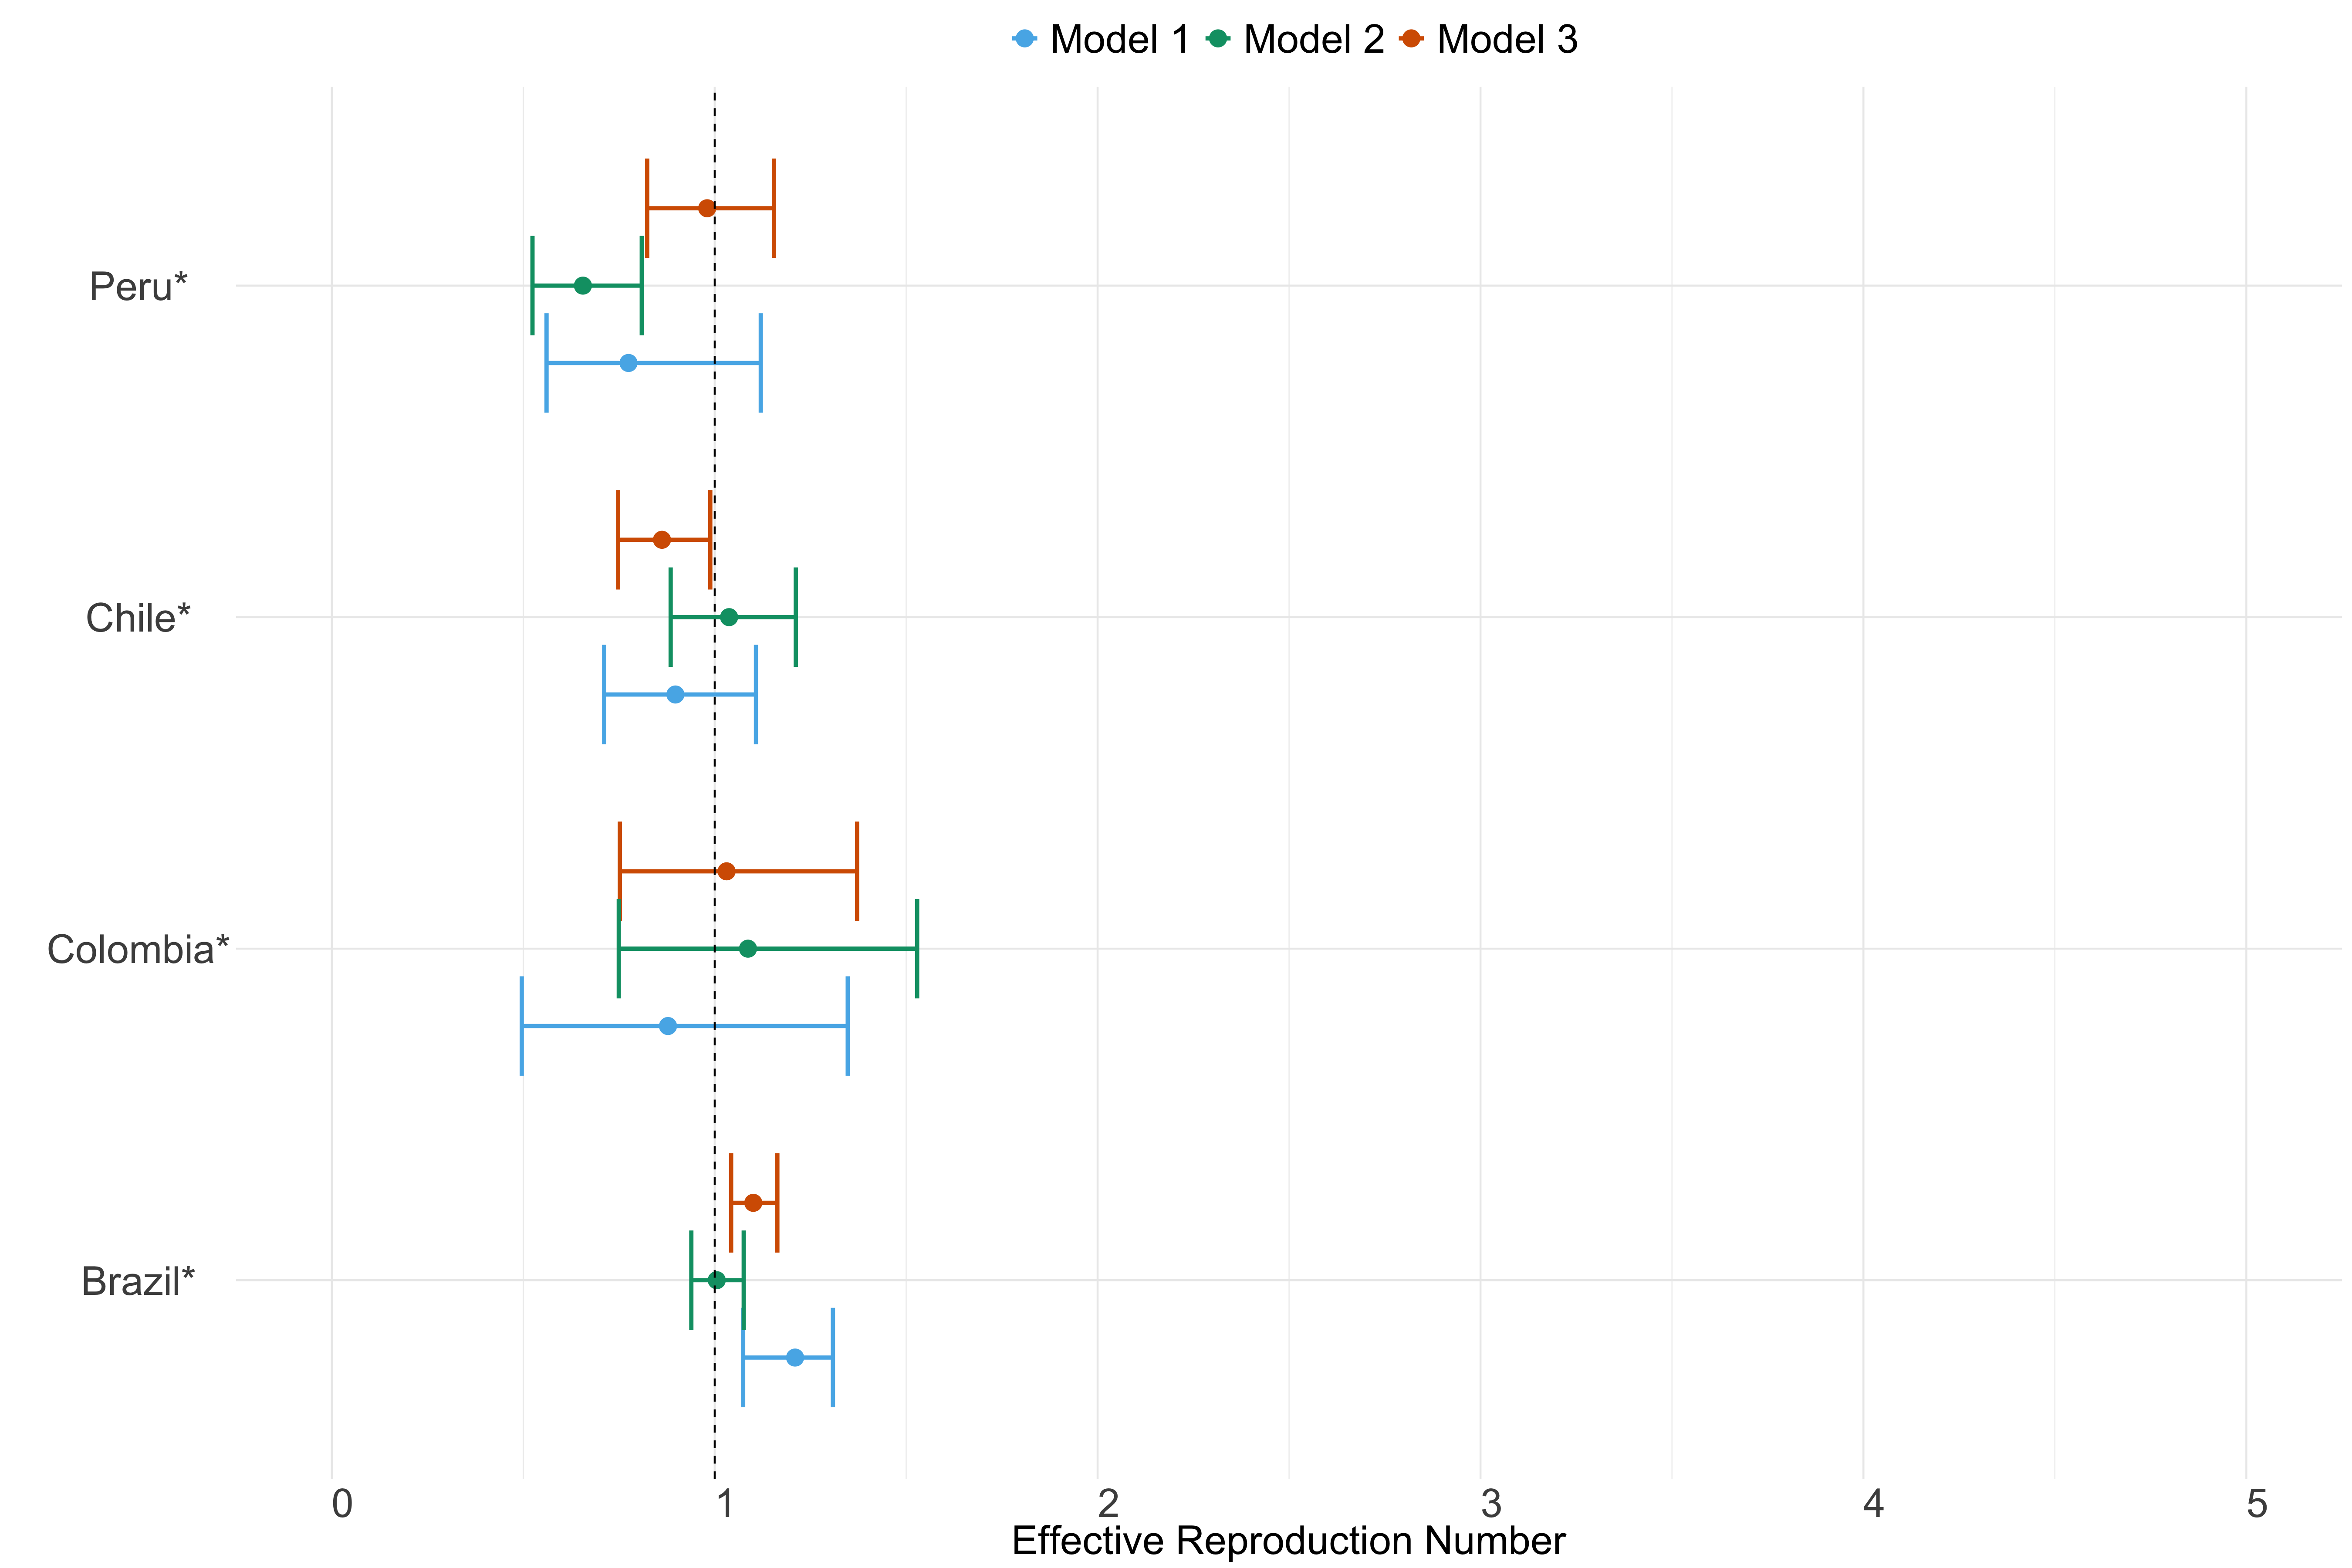 Model 1 Model 2 Model 3
Peru*
Chile*
Colombia*
Brazil*
0 1 2 3 4 5
Effective Reproduction Number